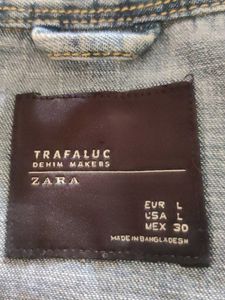 TRAFALUC
DENIM MAKERS
ZARA
EUR L
USA L
MEX 30
MADE IN BANGLADESH